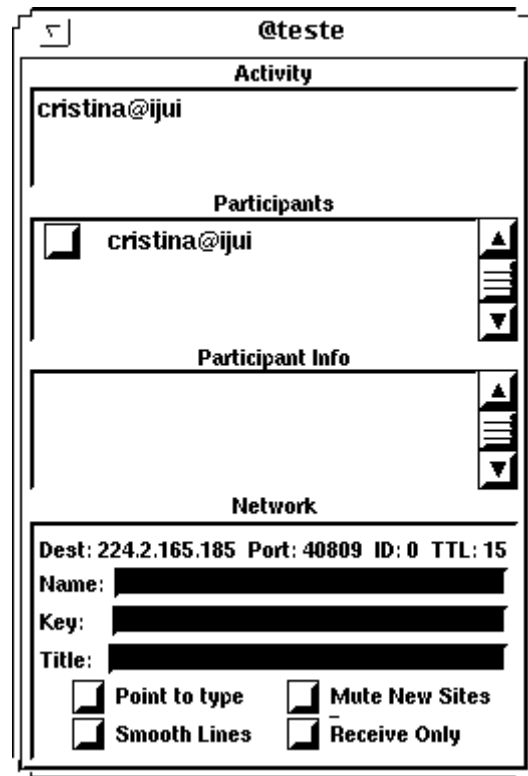 @teste
Activity
cristina@ijui
Participants
cristina@ijui
Participant Info
Network
Dest: 224.2.165.185 Port: 40809 ID: 0 TTL: 15
Name:
Key:
Title:
Point to type Mute New Sites
Smooth Lines Receive Only